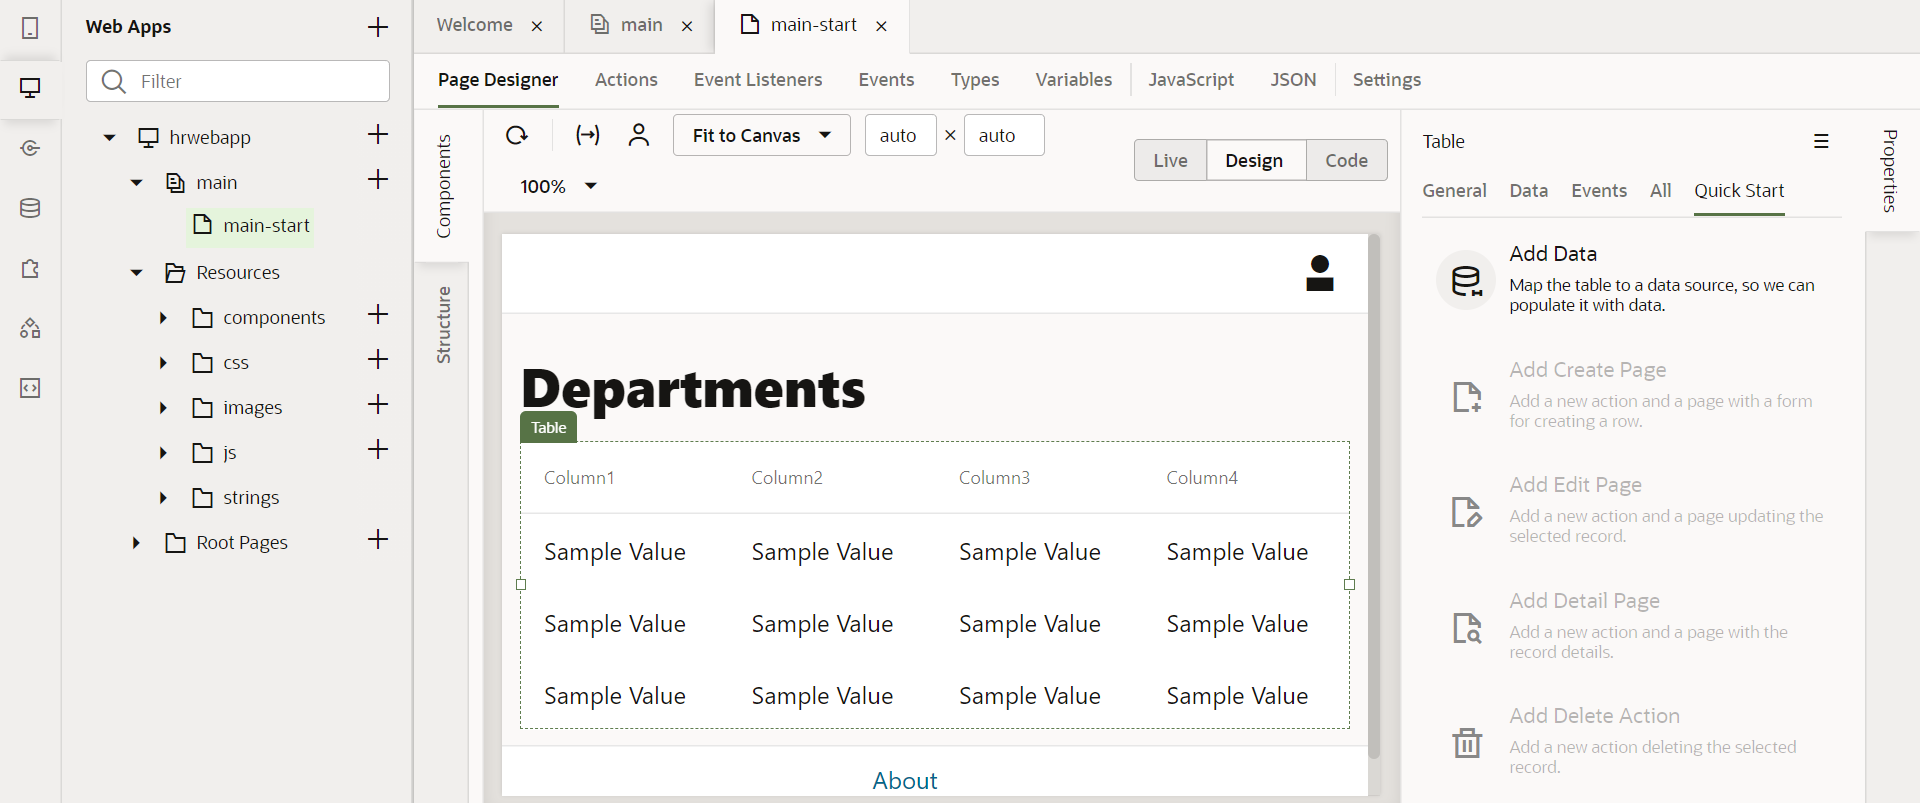 Web Apps
Filter
hrwebapp
main
main-start
Resources
components
css
images
js
strings
Root Pages
Welcome
main
main-start
Page Designer
Actions
Event Listeners
Events
Types
Variables
JavaScript
JSON
Settings
Components
Structure
Fit to Canvas
auto × auto
100%
Live
Design
Code
Departments
Table
Column1 Column2 Column3 Column4
Sample Value Sample Value Sample Value Sample Value
Sample Value Sample Value Sample Value Sample Value
Sample Value Sample Value Sample Value Sample Value
About
Table
General
Data
Events
All
Quick Start
Add Data
Map the table to a data source, so we can
populate it with data.
Add Create Page
Add a new action and a page with a form
for creating a row.
Add Edit Page
Add a new action and a page updating the
selected record.
Add Detail Page
Add a new action and a page with the
record details.
Add Delete Action
Add a new action deleting the selected
record.
Properties